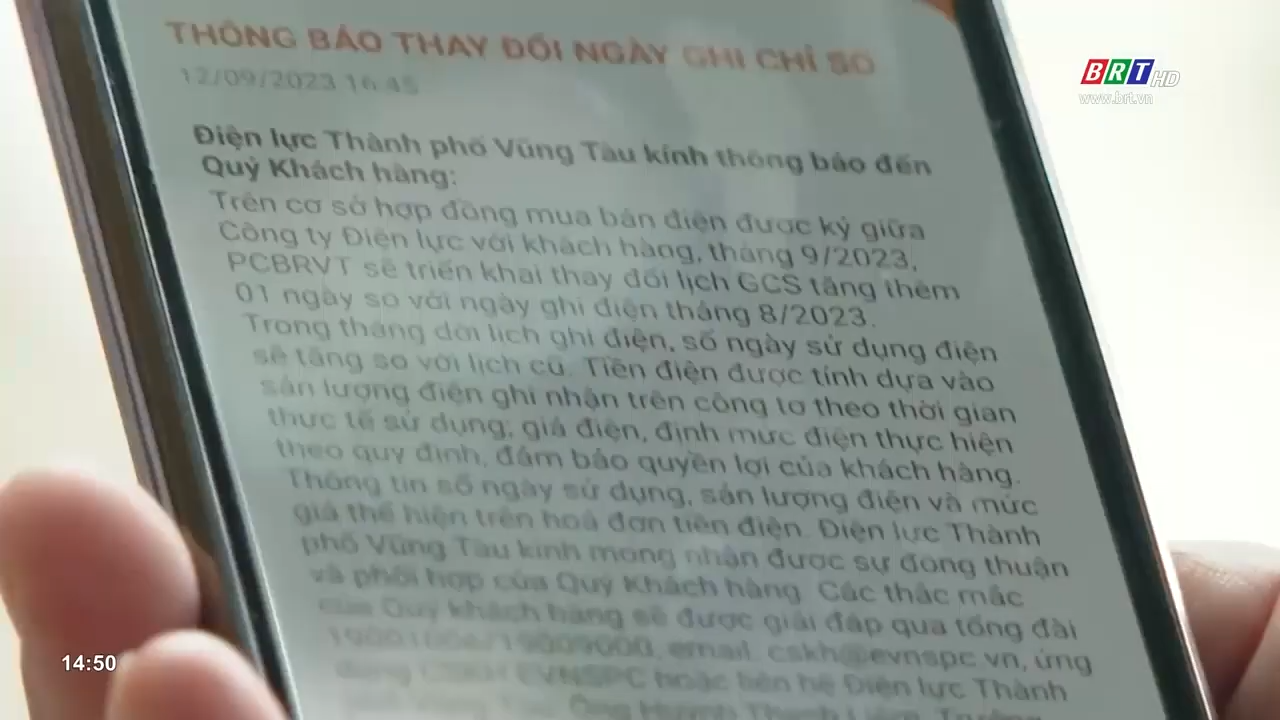 THÔNG BÁO THAY ĐỔI NGÀY GHI CHỈ SỐ
12/09/2023 16:45
BRT HD
www.brt.vn
Điện lực Thành phố Vũng Tàu kính thông báo đến
Quý Khách hàng:
Trên cơ sở hợp đồng mua bán điện được ký giữa
Công ty Điện lực với khách hàng, tháng 9/2023,
PCBRVT sẽ triển khai thay đổi lịch GCS tăng thêm
01 ngày so với ngày ghi điện tháng 8/2023.
Trong tháng dời lịch ghi điện, số ngày sử dụng điện
sẽ tăng so với lịch cũ. Tiền điện được tính dựa vào
sản lượng điện ghi nhận trên công tơ theo thời gian
thực tế sử dụng; giá điện, định mức điện thực hiện
theo quy định, đảm bảo quyền lợi của khách hàng.
Thông tin số ngày sử dụng, sản lượng điện và mức
giá thể hiện trên hoá đơn tiền điện. Điện lực Thành
phố Vũng Tàu kính mong nhận được sự đồng thuận
và phối hợp của Quý Khách hàng. Các thắc mắc
của Quý khách hàng sẽ được giải đáp qua tổng đài
19001006/19009000, email: cskh@evnspc.vn, ứng
dụng CSKH EVNSPC hoặc liên hệ Điện lực Thành
14:50